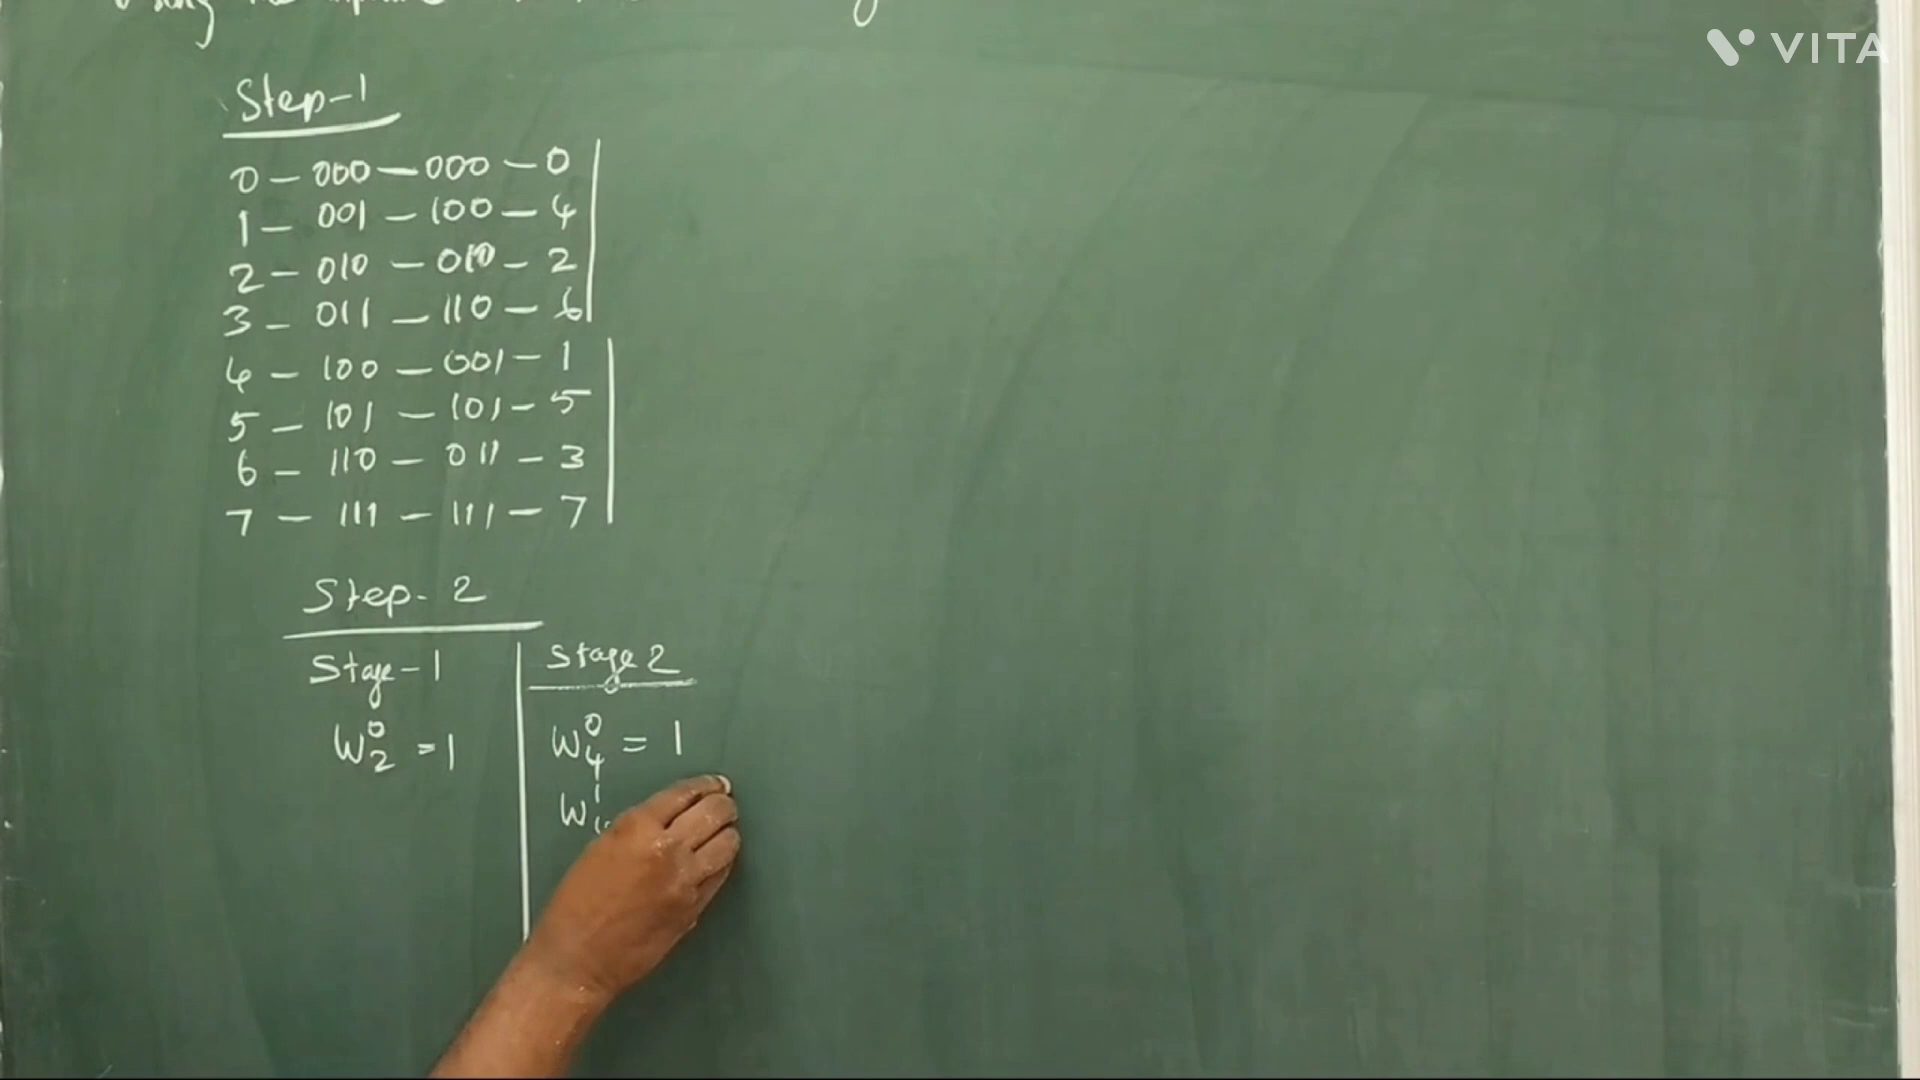 VITA
Step-1
0 - 000 - 000 - 0
1 - 001 - 100 - 4
2 - 010 - 010 - 2
3 - 011 - 110 - 6
4 - 100 - 001 - 1
5 - 101 - 101 - 5
6 - 110 - 011 - 3
7 - 111 - 111 - 7
Step-2
Stage-1
W₂⁰ = 1
Stage 2
W₄⁰ = 1